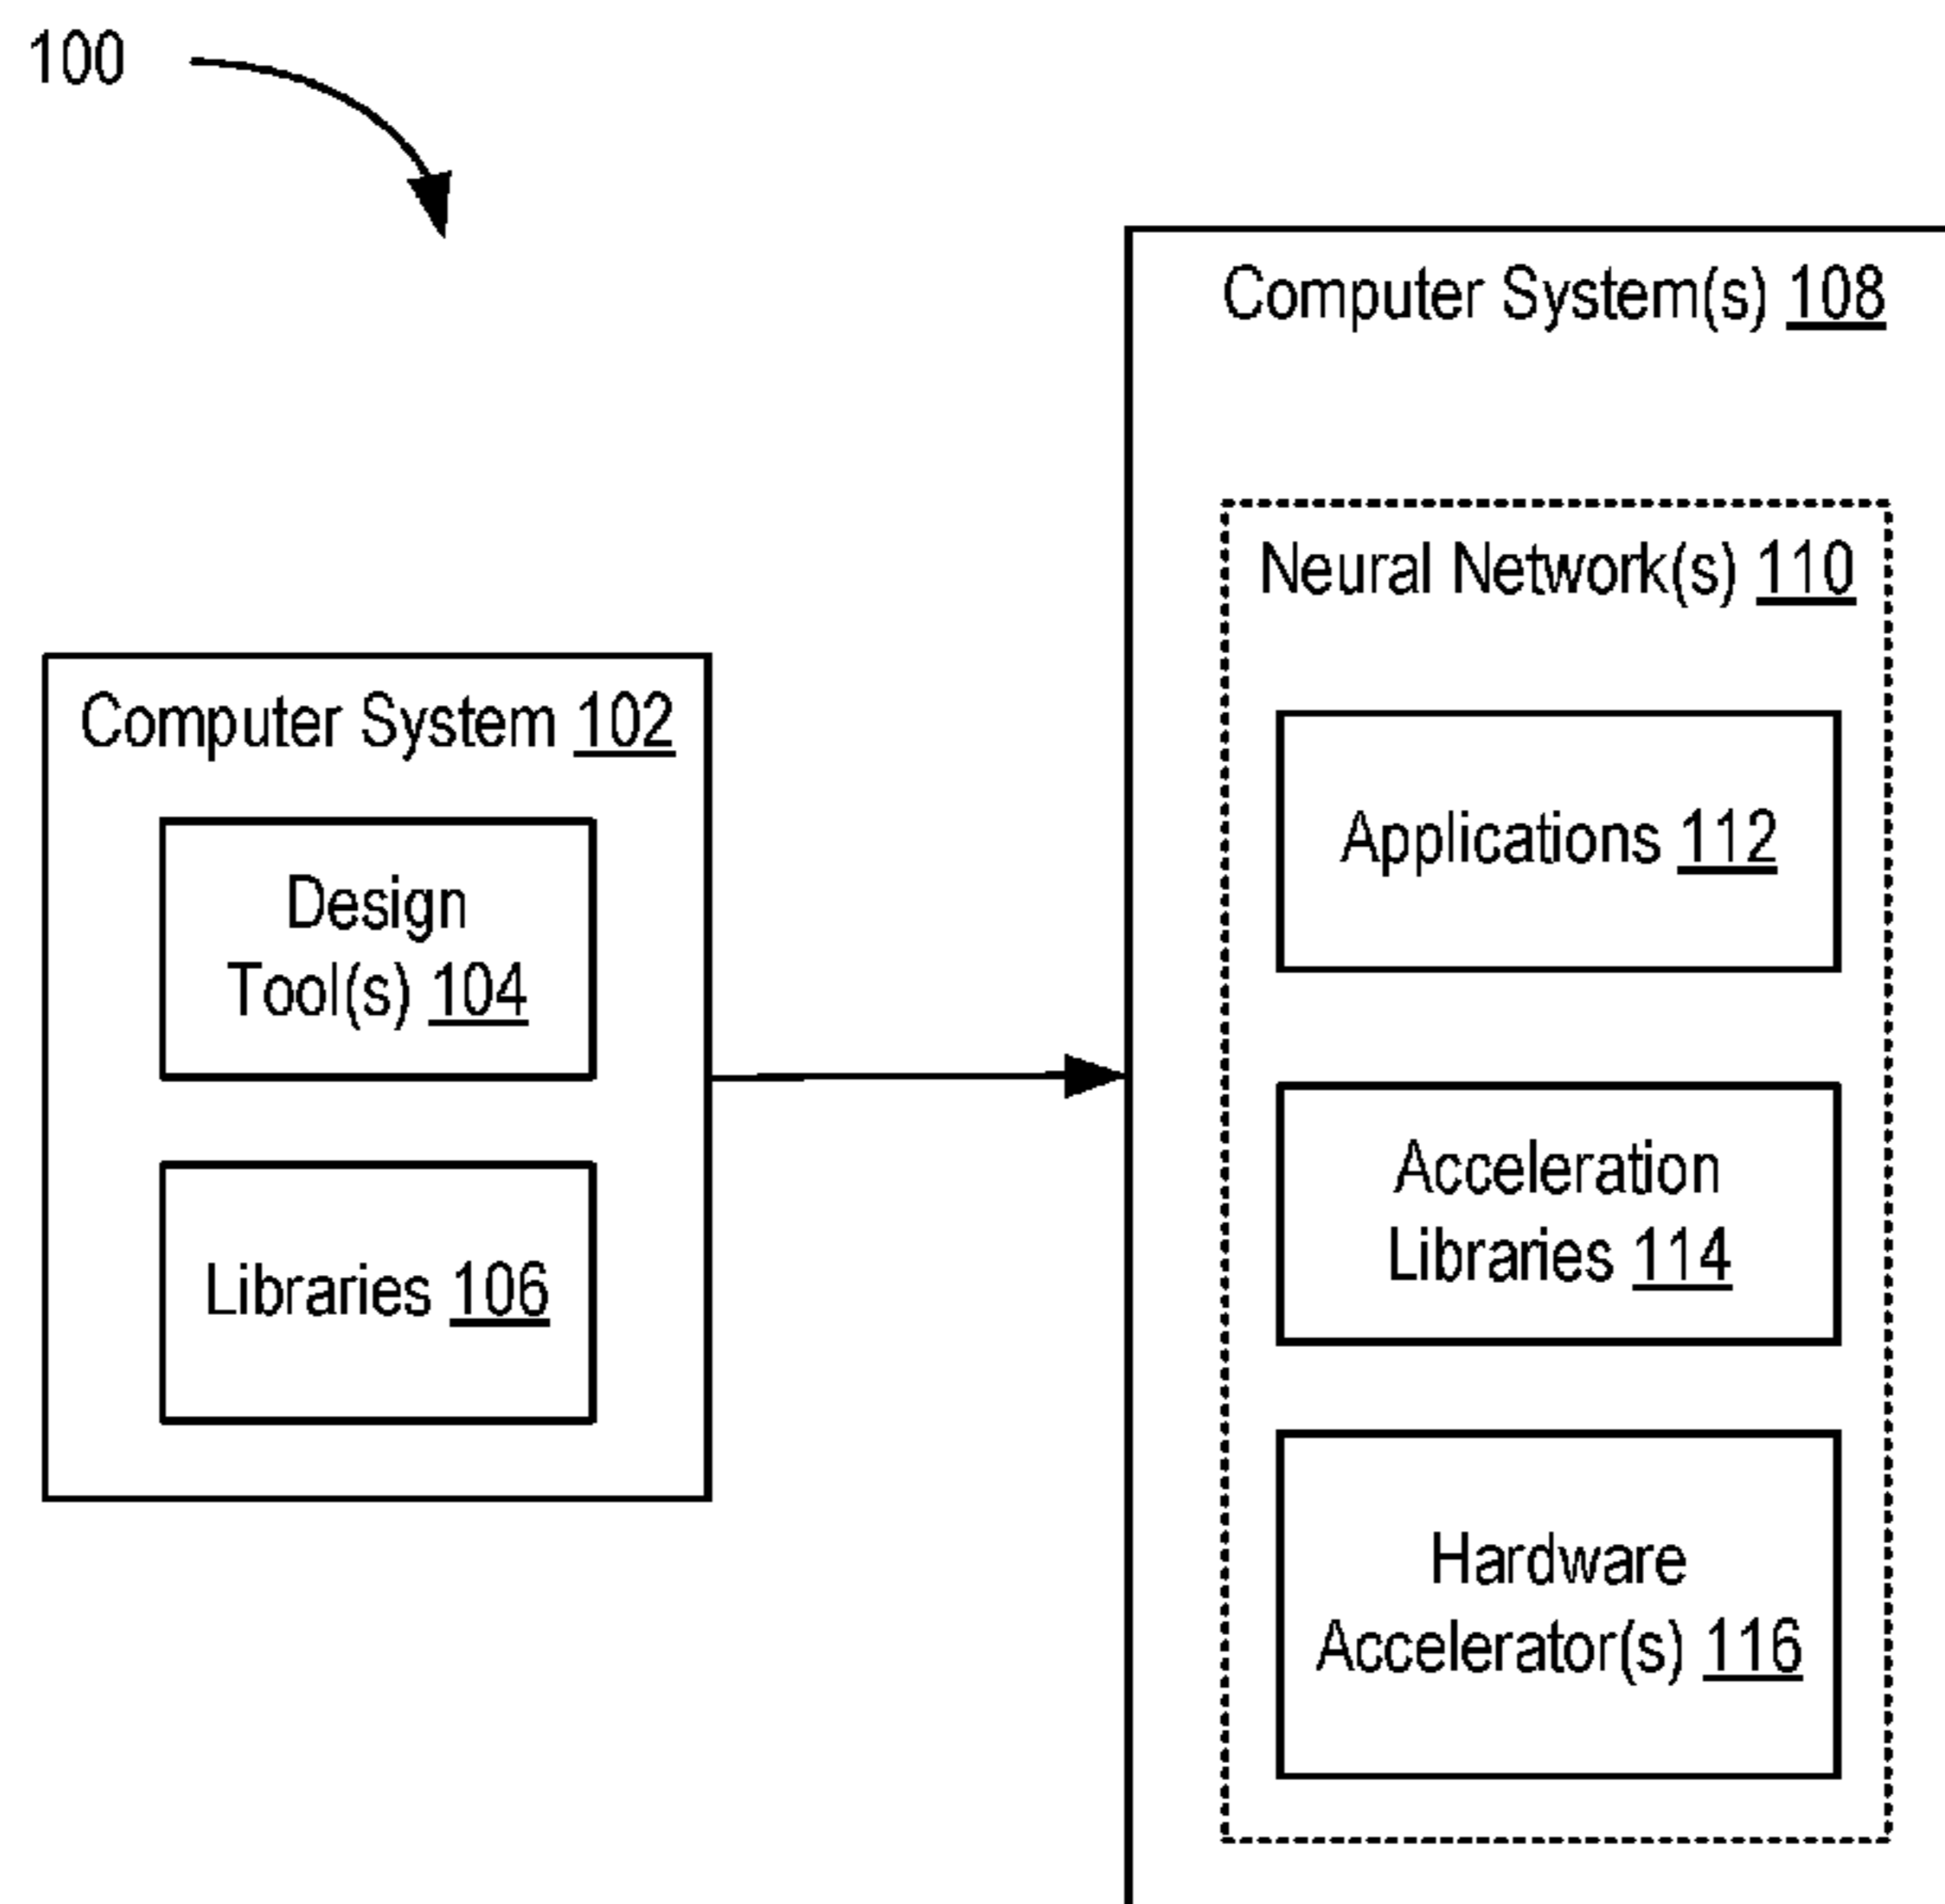 100
Computer System(s) 108
Neural Network(s) 110
Applications 112
Acceleration
Libraries 114
Hardware
Accelerator(s) 116
Computer System 102
Design
Tool(s) 104
Libraries 106